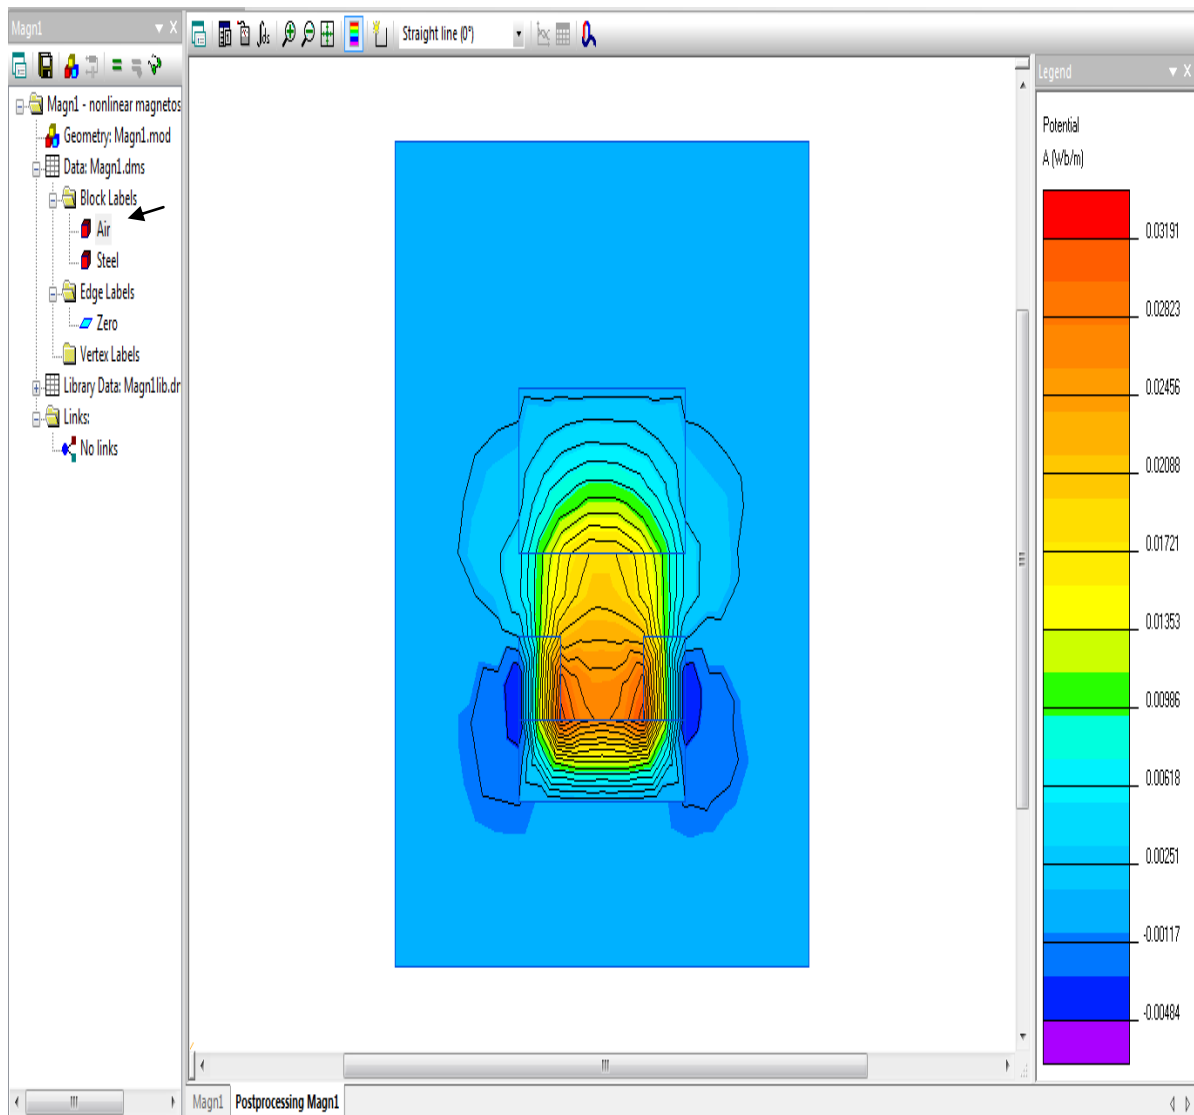 Magn1
Magn1 - nonlinear magnetos
Geometry: Magn1.mod
Data: Magn1.dms
Block Labels
Air
Steel
Edge Labels
Zero
Vertex Labels
Library Data: Magn1lib.dr
Links:
No links
Straight line (0°)
Magn1
Postprocessing Magn1
Legend
Potential
A (Wb/m)
0.03191
0.02823
0.02456
0.02088
0.01721
0.01353
0.00986
0.00618
0.00251
-0.00117
-0.00484